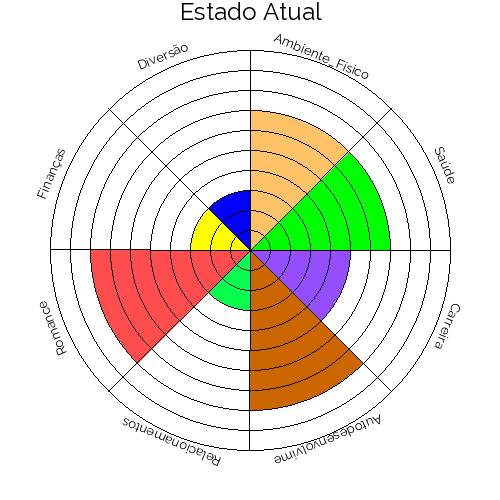 Estado Atual
Ambiente_Fisico
Saúde
Carreira
Autodesenvolvime
Relacionamentos
Romance
Finanças
Diversão